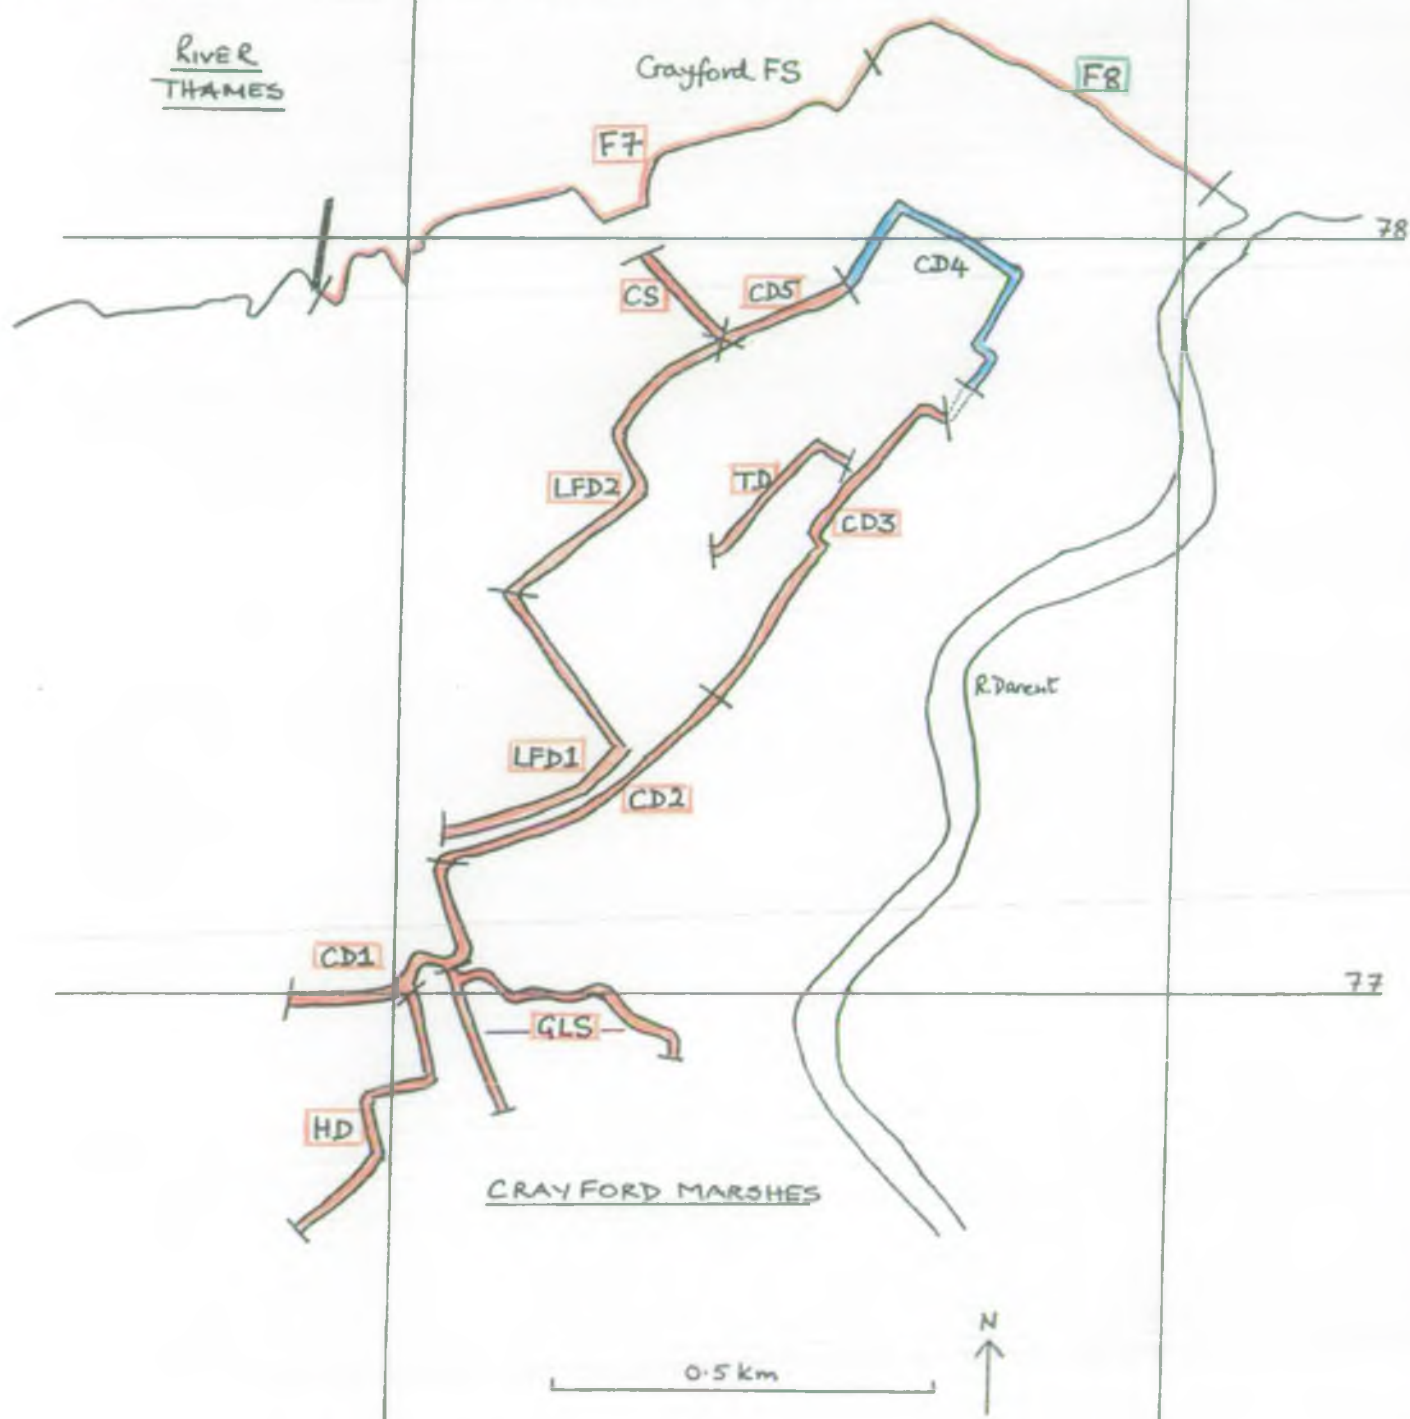 RIVER
THAMES
Crayford FS
F8
F7
78
CD4
CS
CD5
LFD2
TD
CD3
R.Darent
LFD1
CD2
CD1
77
GLS
HD
CRAYFORD MARSHES
N
0.5 km